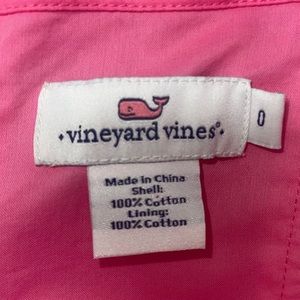 vineyard vines®
0
Made in China
Shell:
100% Cotton
Lining:
100% Cotton